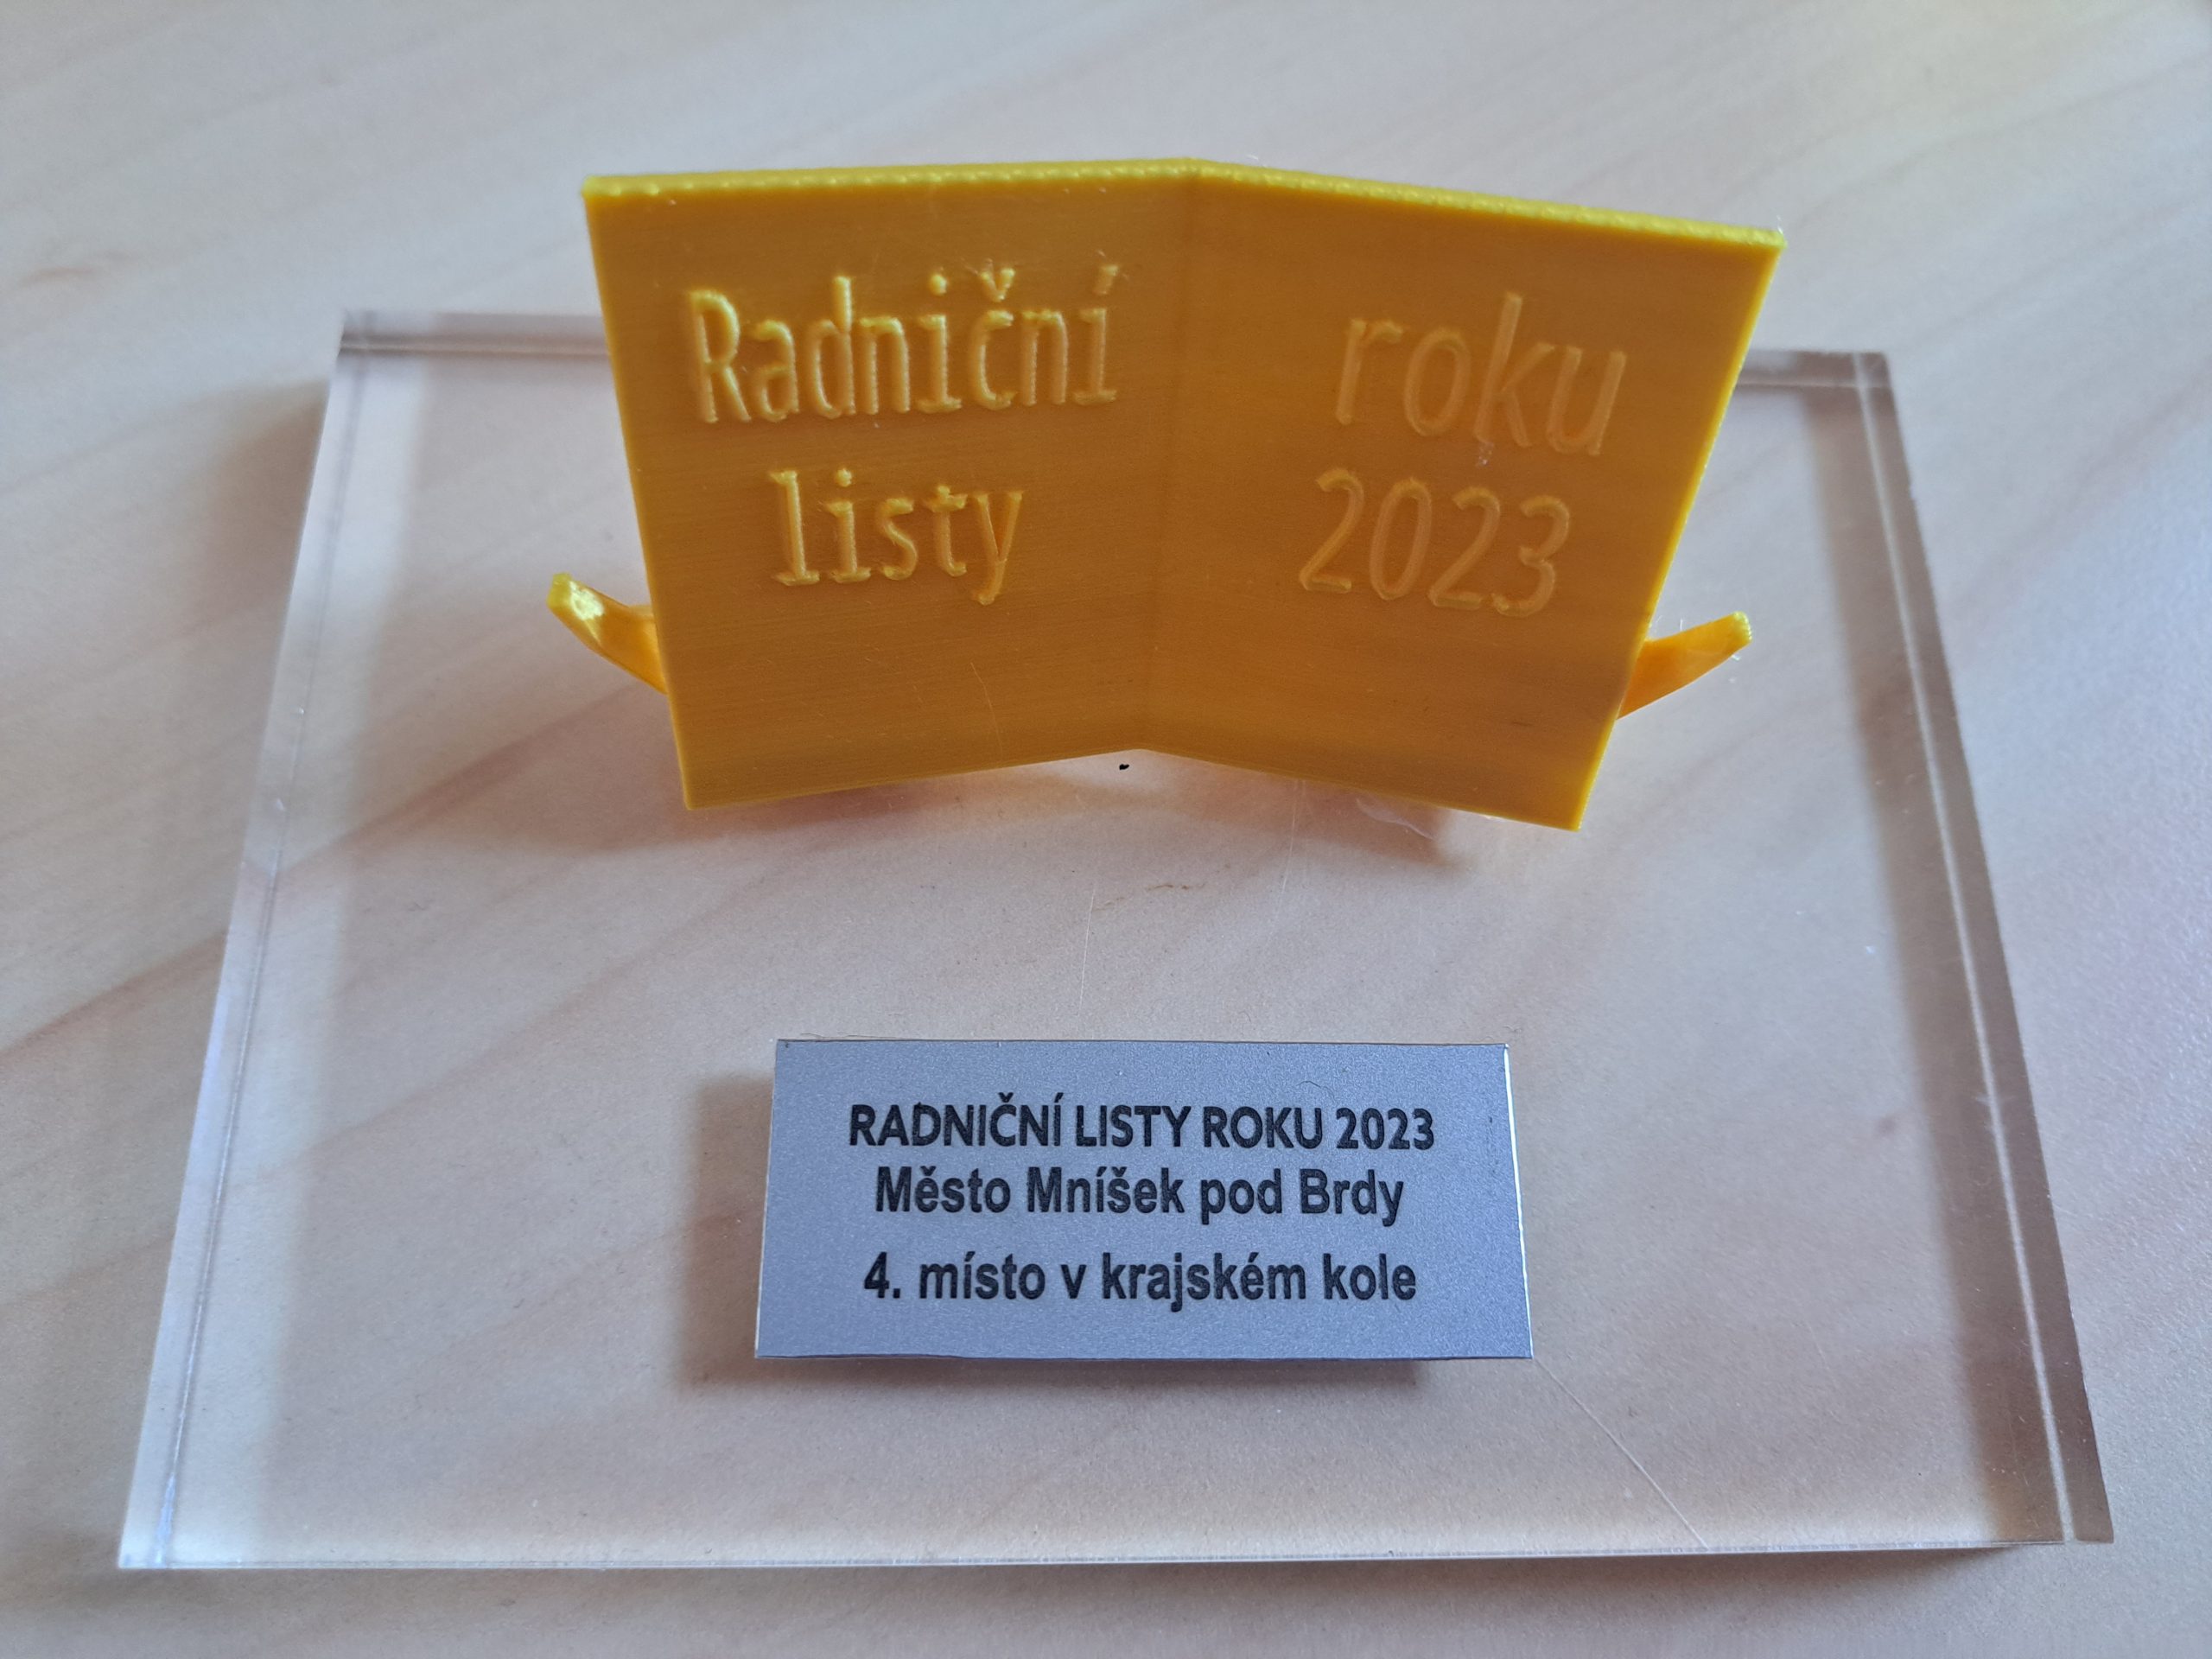 Radniční
listy
roku
2023
RADNIČNÍ LISTY ROKU 2023
Město Mníšek pod Brdy
4. místo v krajském kole